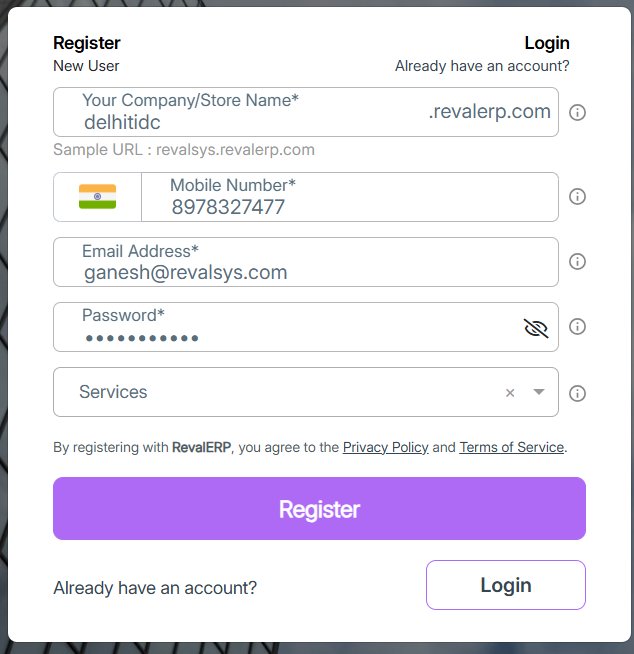 Register
Login
New User
Already have an account?
Your Company/Store Name*
delhitidc
.revalerp.com
Sample URL : revalsys.revalerp.com
Mobile Number*
8978327477
Email Address*
ganesh@revalsys.com
Password*
•••••••••••
Services
By registering with RevalERP, you agree to the Privacy Policy and Terms of Service.
Register
Already have an account?
Login